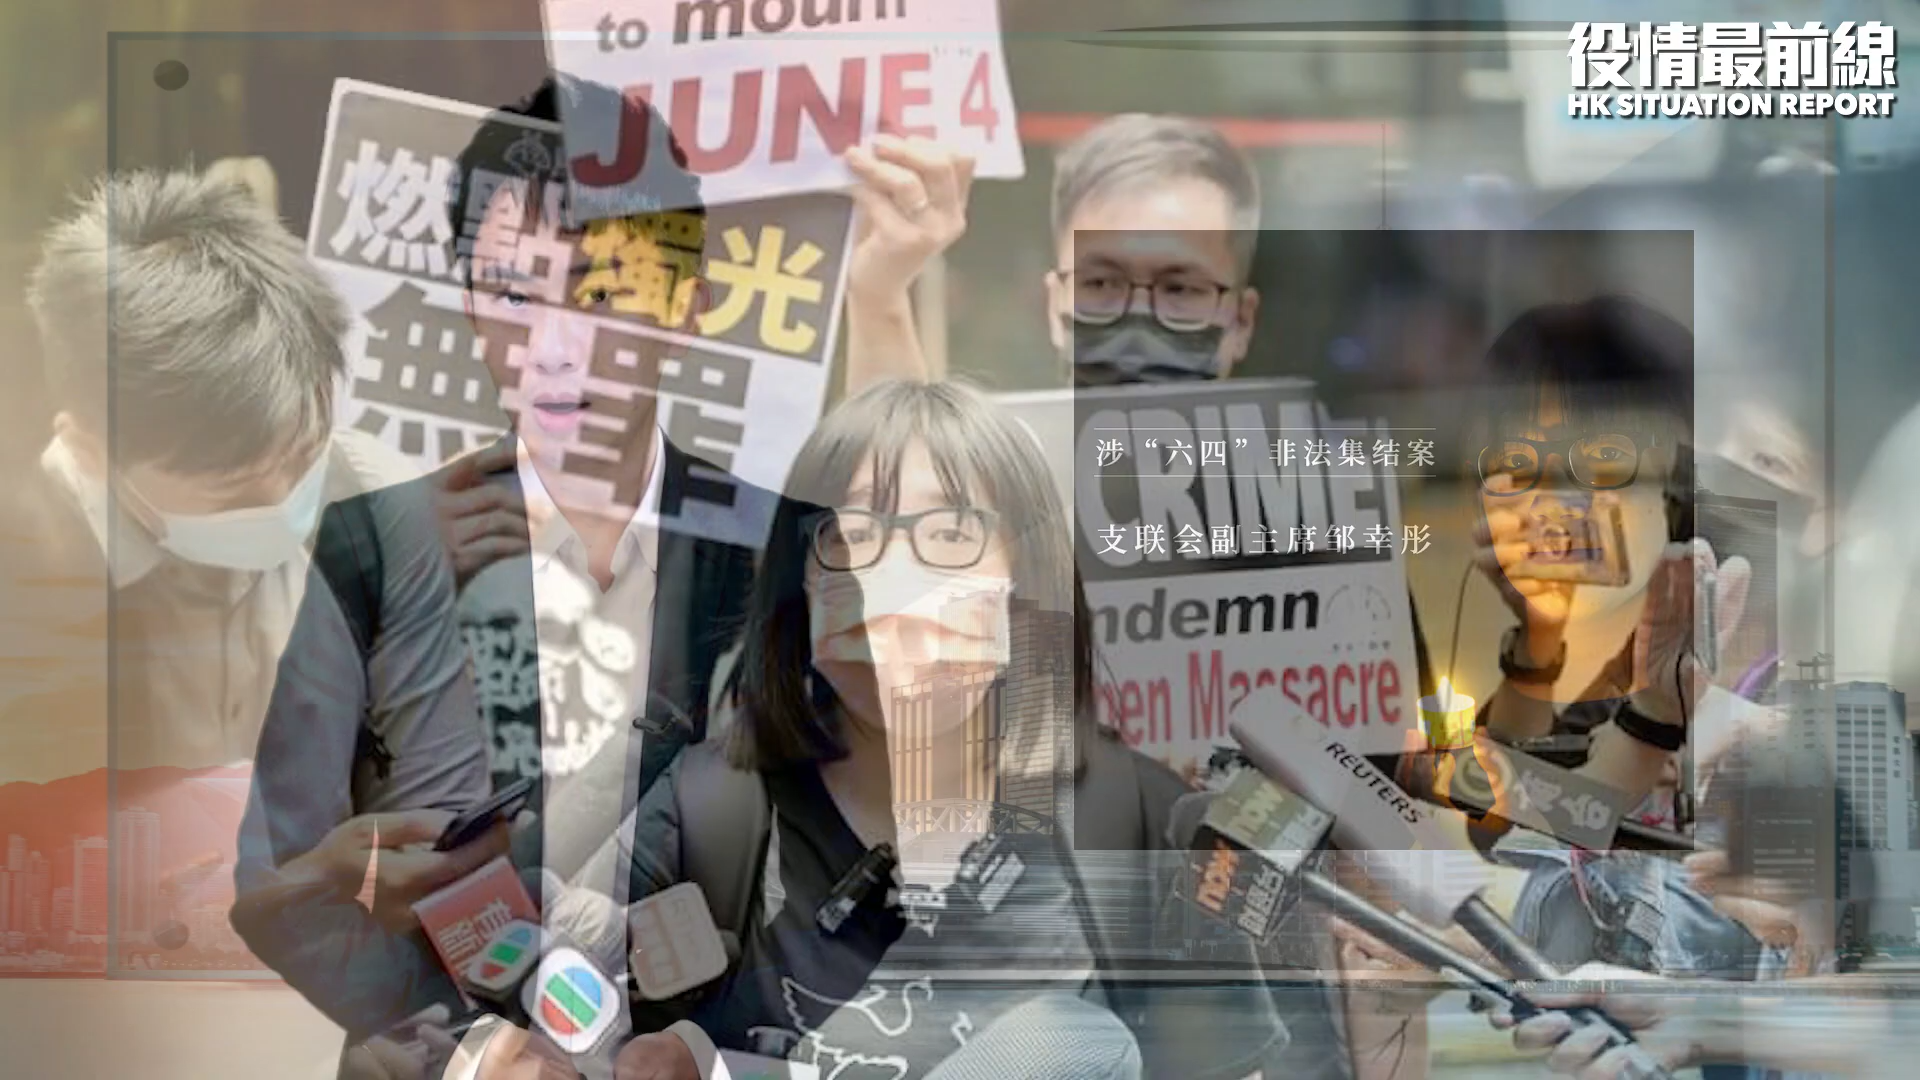 役情最前線
HK SITUATION REPORT
to mourn
JUNE 4
燃點燭光
無罪
CRIME
ndemn
Massacre
涉“六四”非法集结案
支联会副主席邹幸彤
REUTERS
now